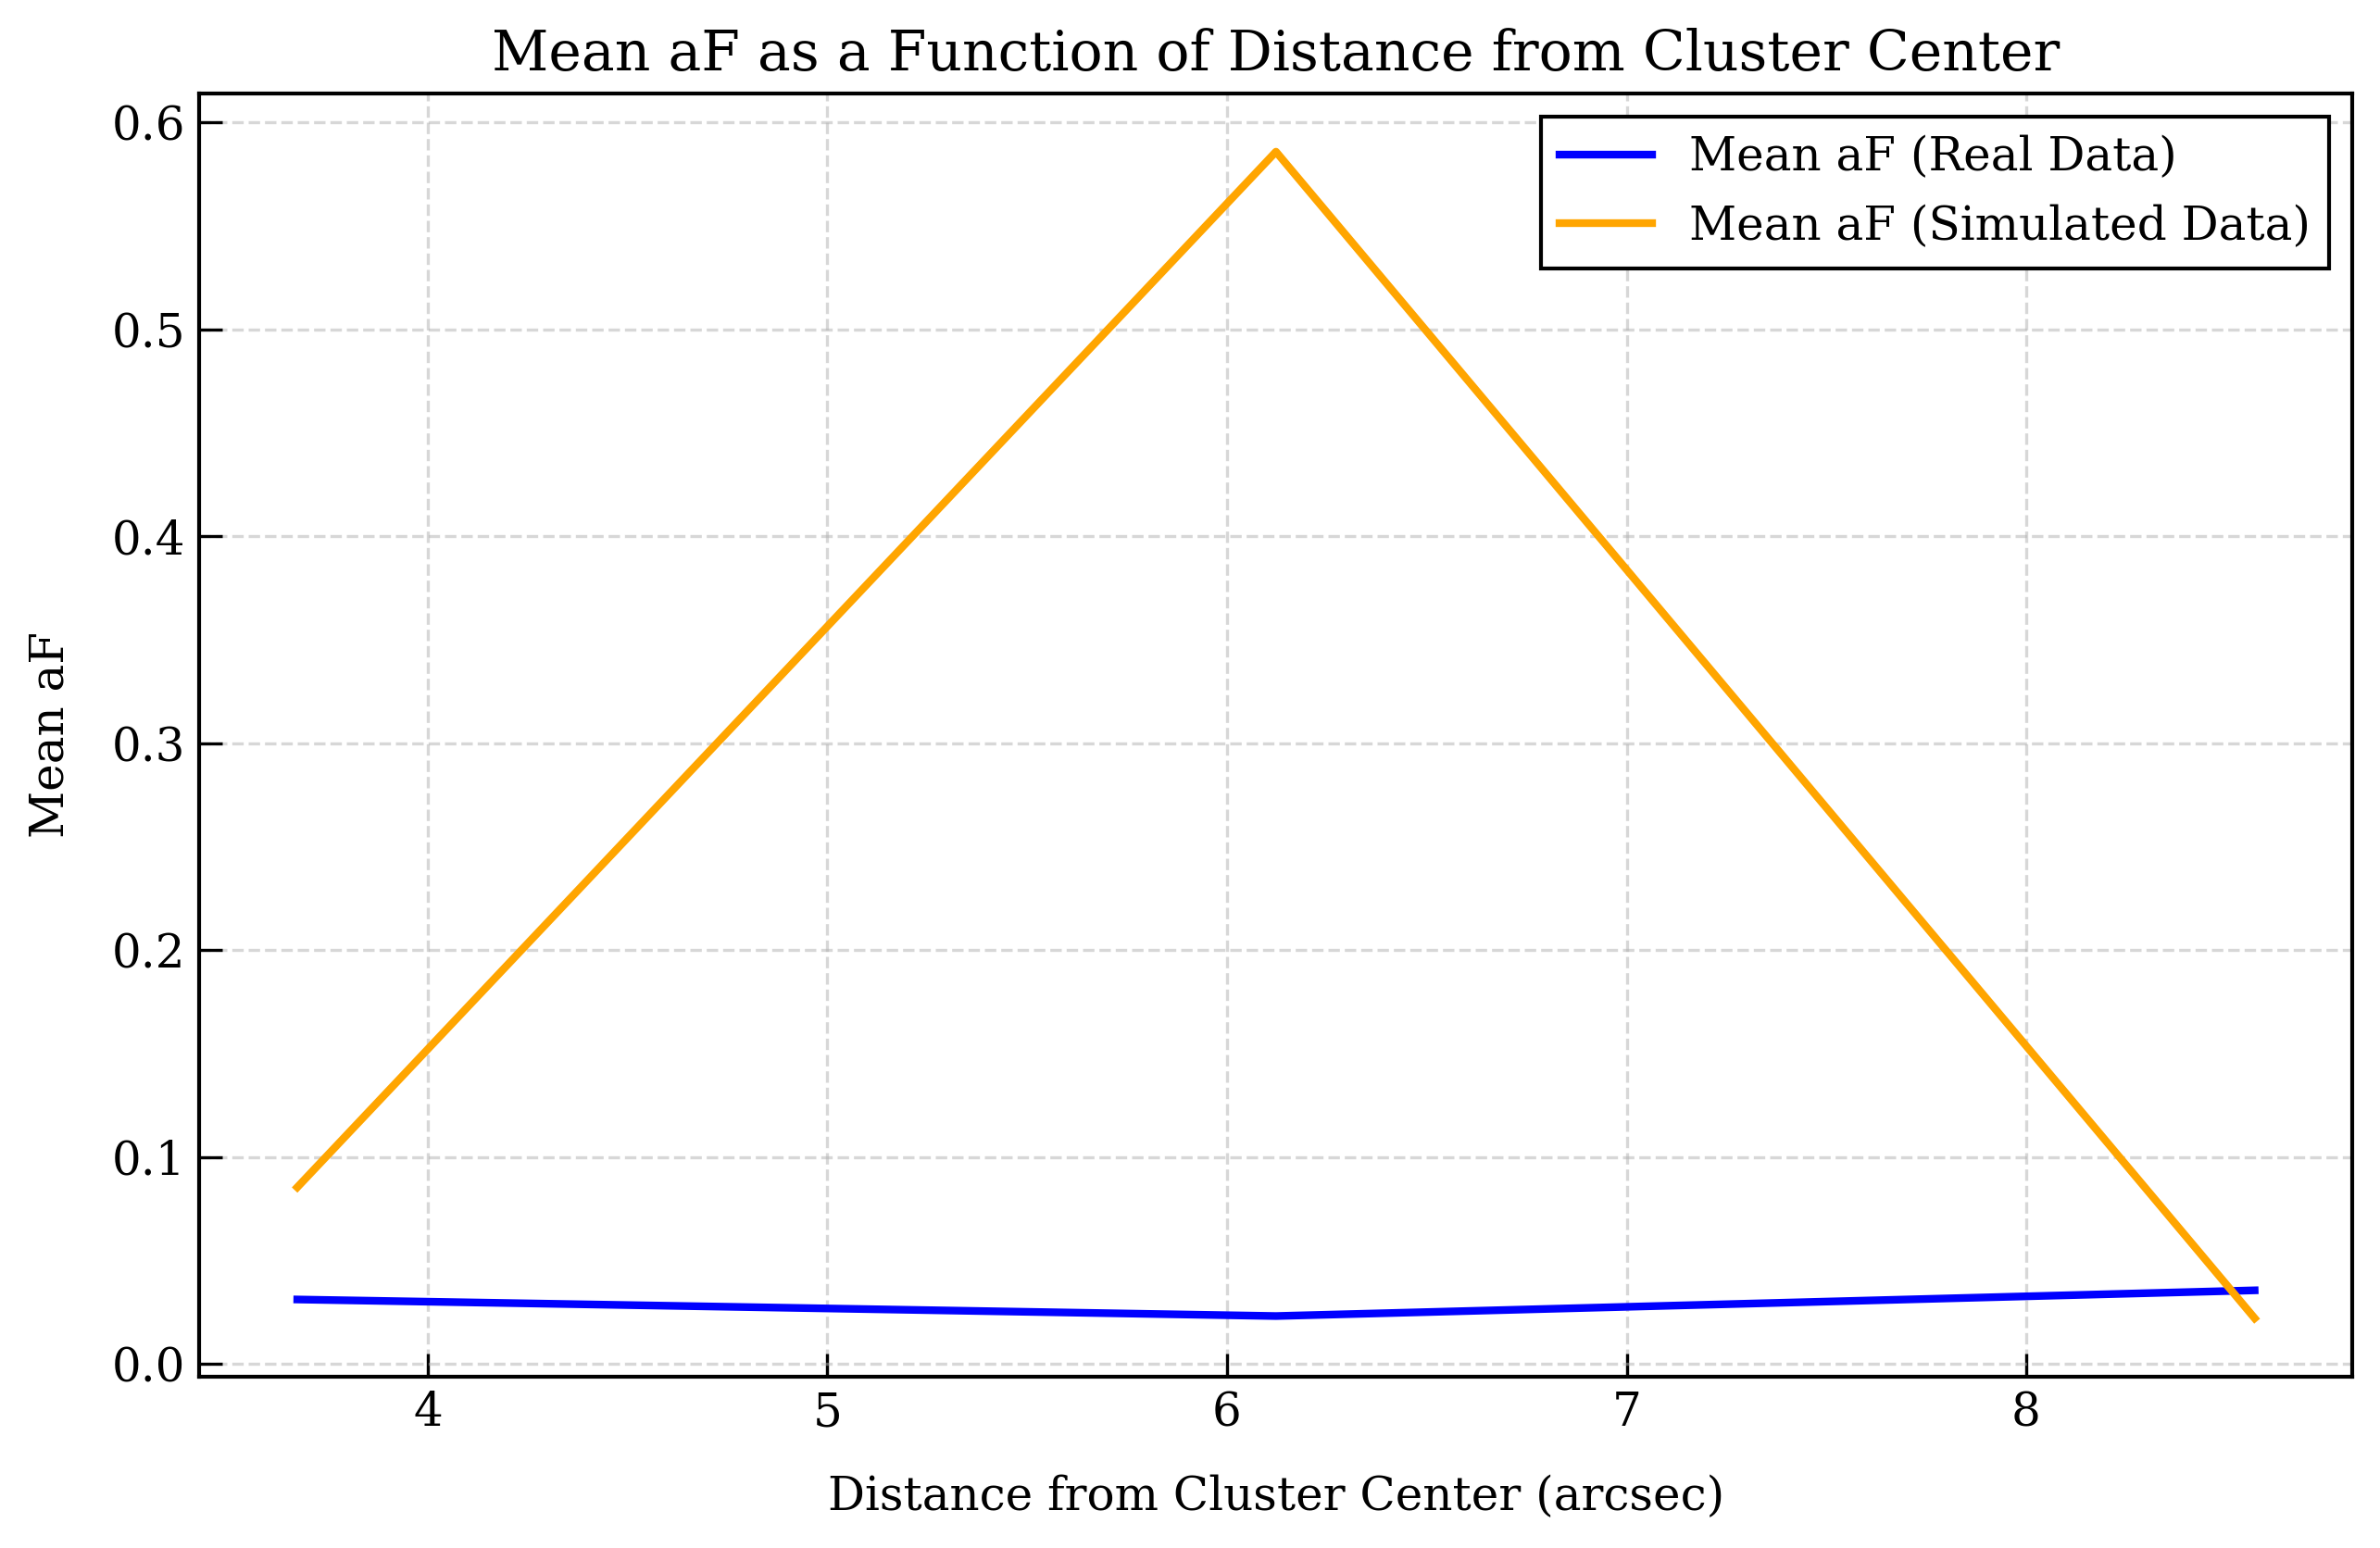 Mean aF as a Function of Distance from Cluster Center
Mean aF (Real Data)
Mean aF (Simulated Data)
Mean aF
0.6
0.5
0.4
0.3
0.2
0.1
0.0
4 5 6 7 8
Distance from Cluster Center (arcsec)